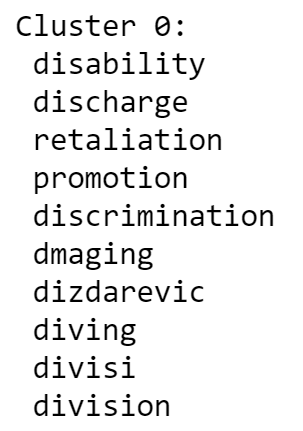 Cluster 0:
disability
discharge
retaliation
promotion
discrimination
dmaging
dizdarevic
diving
divisi
division